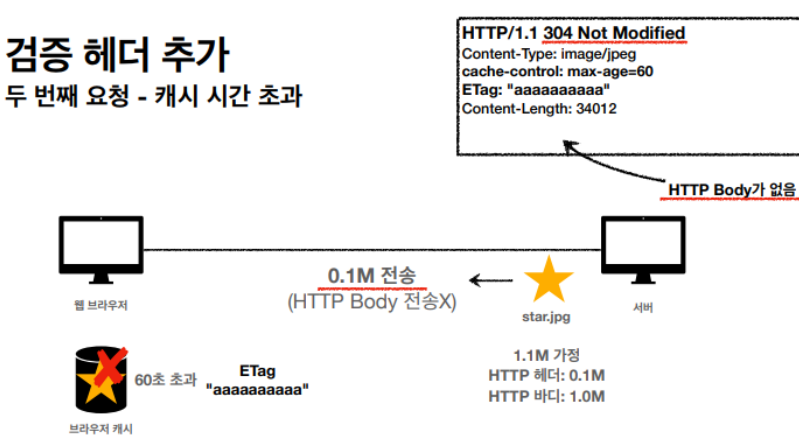 검증 헤더 추가
두 번째 요청 - 캐시 시간 초과
HTTP/1.1 304 Not Modified
Content-Type: image/jpeg
cache-control: max-age=60
ETag: "aaaaaaaaaa"
Content-Length: 34012
HTTP Body가 없음
0.1M 전송
(HTTP Body 전송X)
웹 브라우저
star.jpg
서버
1.1M 가정
HTTP 헤더: 0.1M
HTTP 바디: 1.0M
60초 초과
ETag
"aaaaaaaaaa"
브라우저 캐시